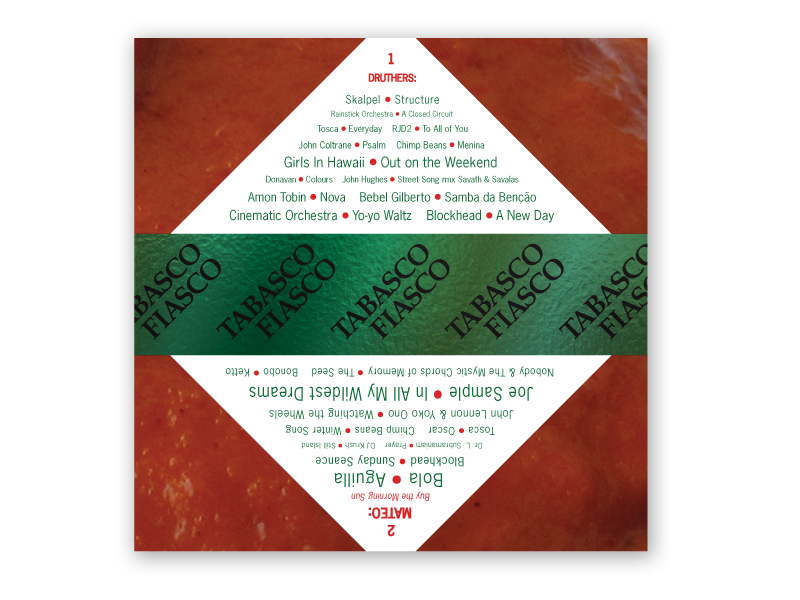 1
DRUTHERS:
Skalpel • Structure
Rainstick Orchestra • A Closed Circuit
Tosca • Everyday RJD2 • To All of You
John Coltrane • Psalm Chimp Beans • Menina
Girls In Hawaii • Out on the Weekend
Donavan • Colours John Hughes • Street Song rmx Savath & Savalas
Amon Tobin • Nova Bebel Gilberto • Samba da Benção
Cinematic Orchestra • Yo-yo Waltz Blockhead • A New Day
BASCO
FIASCO
TABASCO
FIASCO
TABASCO
FIASCO
TABASCO
FIASCO
TABASCO
FIASCO
2
MATEO:
Buy the Morning Sun
Bola • Aguilla
Blockhead • Sunday Seance
Dr. L. Subramaniam • Prayer DJ Krush • Still Island
Tosca • Oscar Chimp Beans • Winter Song
John Lennon & Yoko Ono • Watching the Wheels
Joe Sample • In All My Wildest Dreams
Nobody & The Mystic Chords of Memory • The Seed Bonobo • Ketto